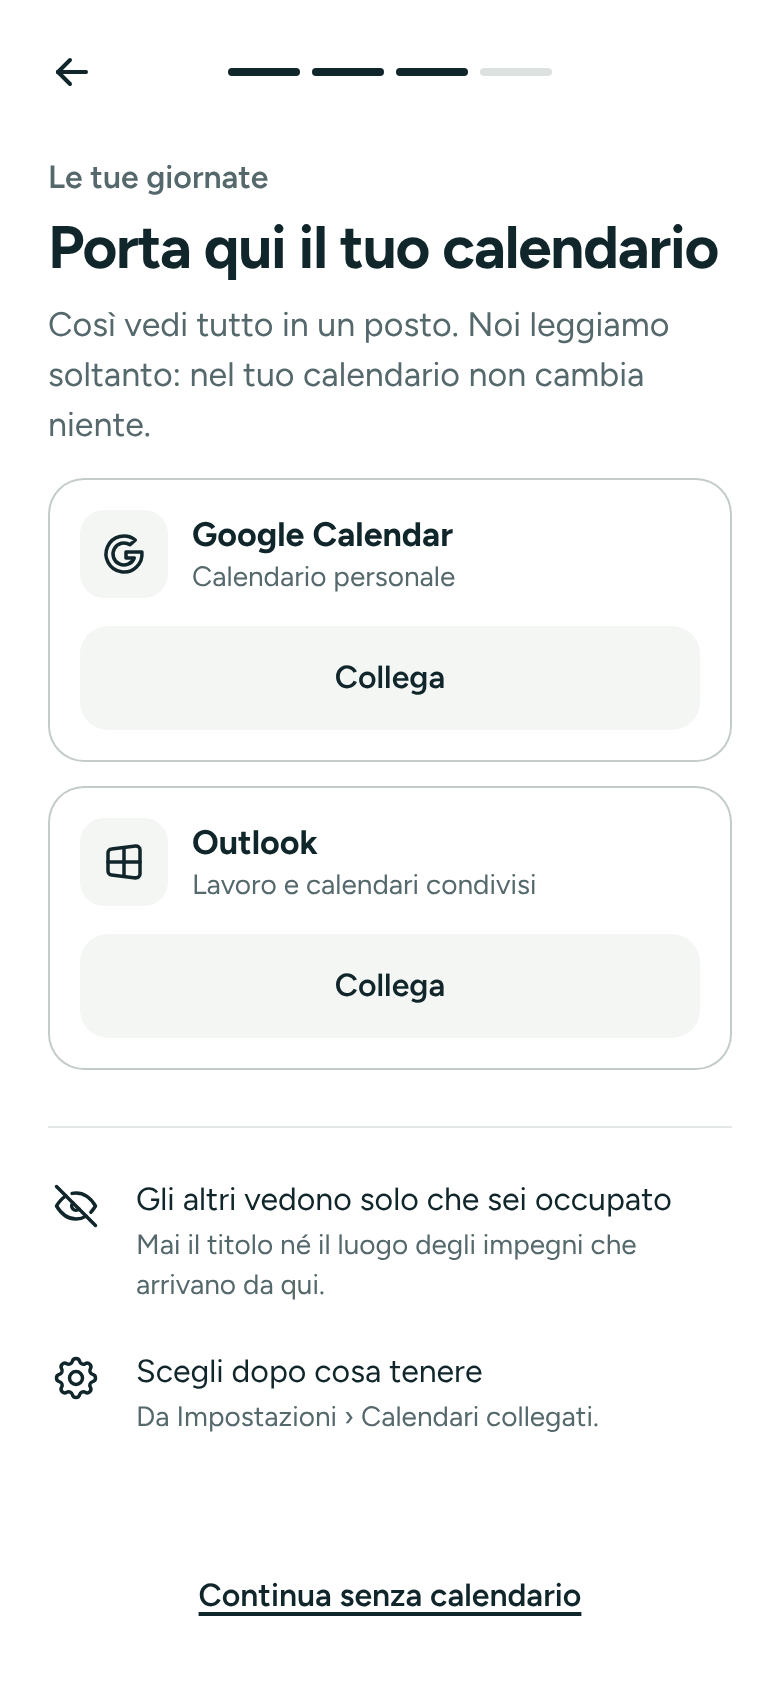 Le tue giornate
Porta qui il tuo calendario
Così vedi tutto in un posto. Noi leggiamo
soltanto: nel tuo calendario non cambia
niente.
Google Calendar
Calendario personale
Collega
Outlook
Lavoro e calendari condivisi
Collega
Gli altri vedono solo che sei occupato
Mai il titolo né il luogo degli impegni che
arrivano da qui.
Scegli dopo cosa tenere
Da Impostazioni › Calendari collegati.
Continua senza calendario